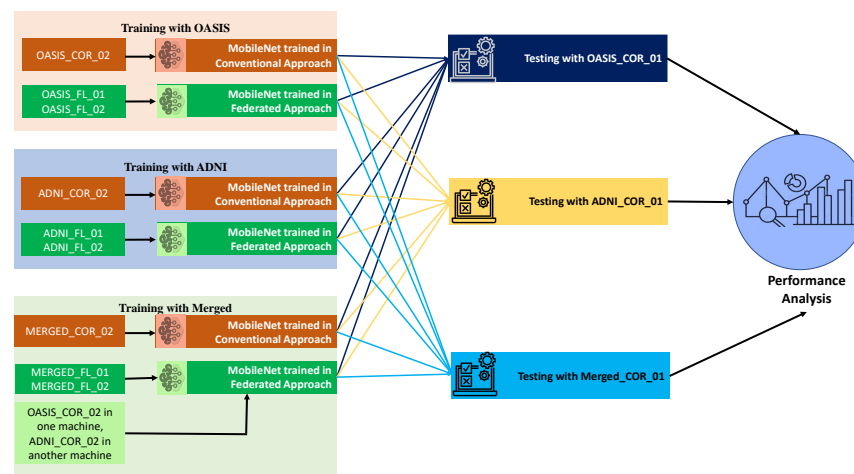 Training with OASIS
OASIS_COR_02
MobileNet trained in
Conventional Approach
OASIS_FL_01
OASIS_FL_02
MobileNet trained in
Federated Approach
Training with ADNI
ADNI_COR_02
MobileNet trained in
Conventional Approach
ADNI_FL_01
ADNI_FL_02
MobileNet trained in
Federated Approach
Training with Merged
MERGED_COR_02
MobileNet trained in
Conventional Approach
MERGED_FL_01
MERGED_FL_02
MobileNet trained in
Federated Approach
OASIS_COR_02 in
one machine,
ADNI_COR_02 in
another machine
Testing with OASIS_COR_01
Testing with ADNI_COR_01
Testing with Merged_COR_01
Performance
Analysis